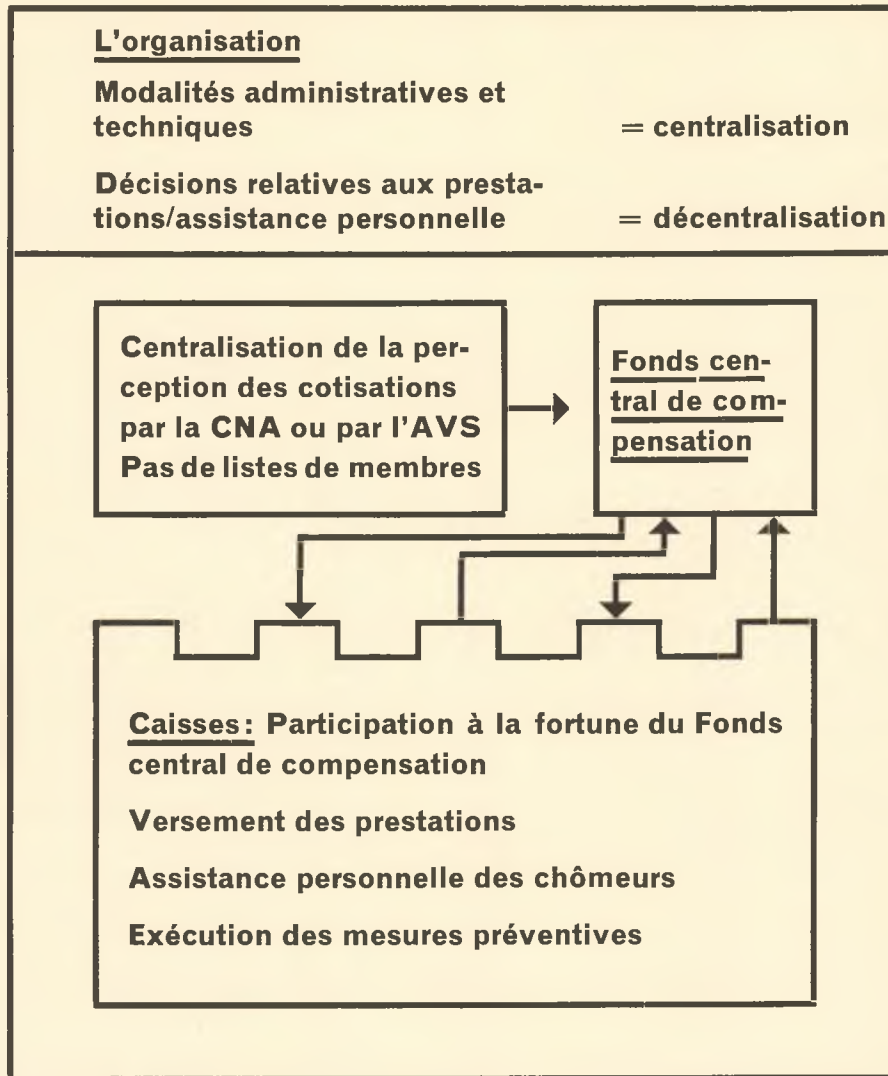 L'organisation
Modalités administratives et
techniques = centralisation
Décisions relatives aux presta-
tions/assistance personnelle = décentralisation
Centralisation de la per-
ception des cotisations
par la CNA ou par l'AVS
Pas de listes de membres
Fonds cen-
tral de com-
pensation
Caisses: Participation à la fortune du Fonds
central de compensation
Versement des prestations
Assistance personnelle des chômeurs
Exécution des mesures préventives